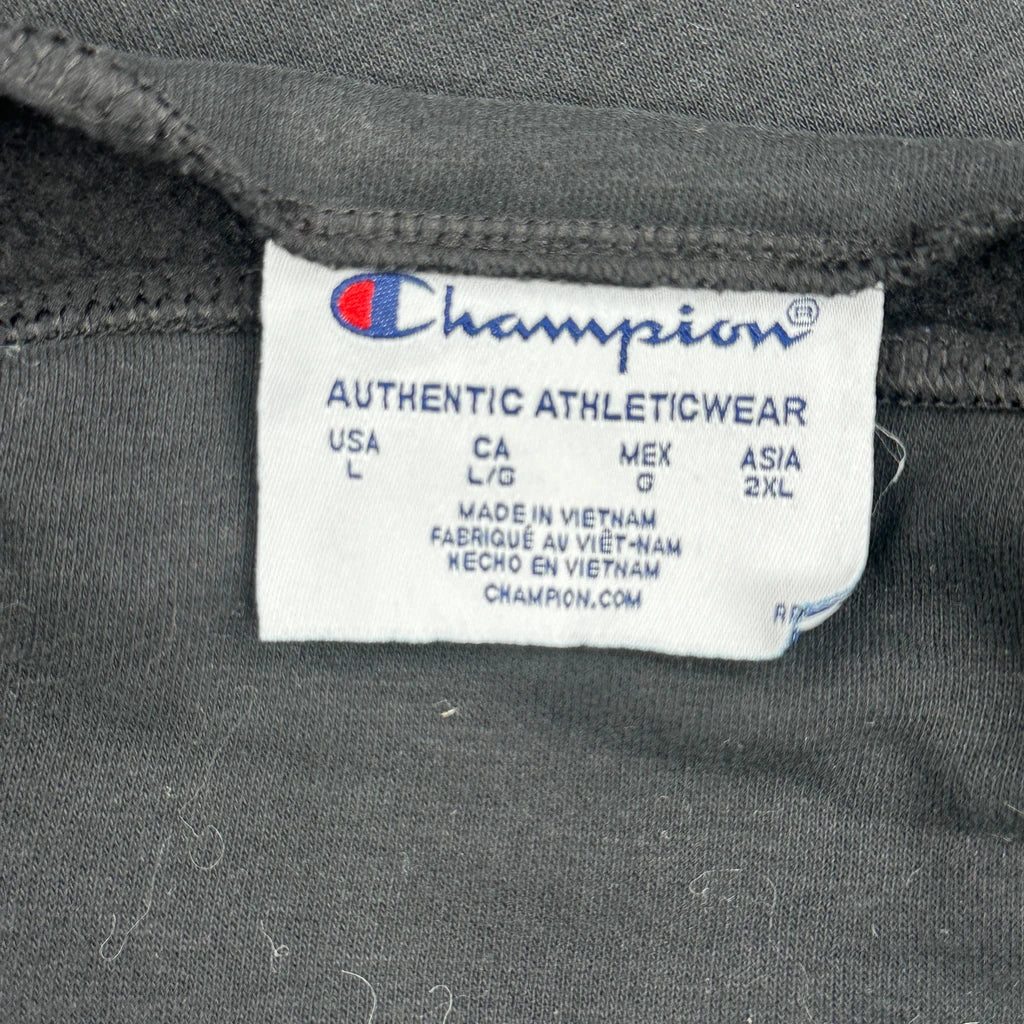 Champion®
AUTHENTIC ATHLETICWEAR
USA CA MEX ASIA
L L/G G 2XL
MADE IN VIETNAM
FABRIQUÉ AU VIÊT-NAM
HECHO EN VIETNAM
CHAMPION.COM